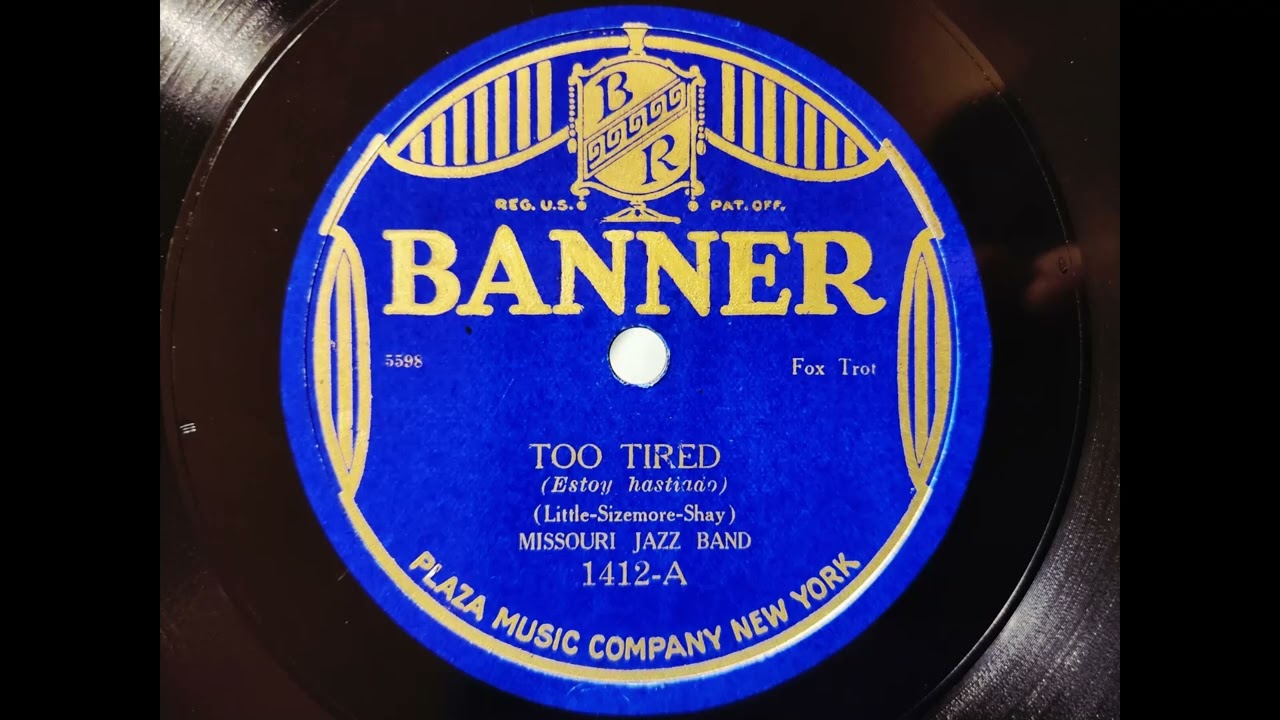 B
R
REG. U.S. PAT. OFF.
BANNER
5598 Fox Trot
TOO TIRED
(Estoy hastiado)
(Little-Sizemore-Shay)
MISSOURI JAZZ BAND
1412-A
PLAZA MUSIC COMPANY NEW YORK